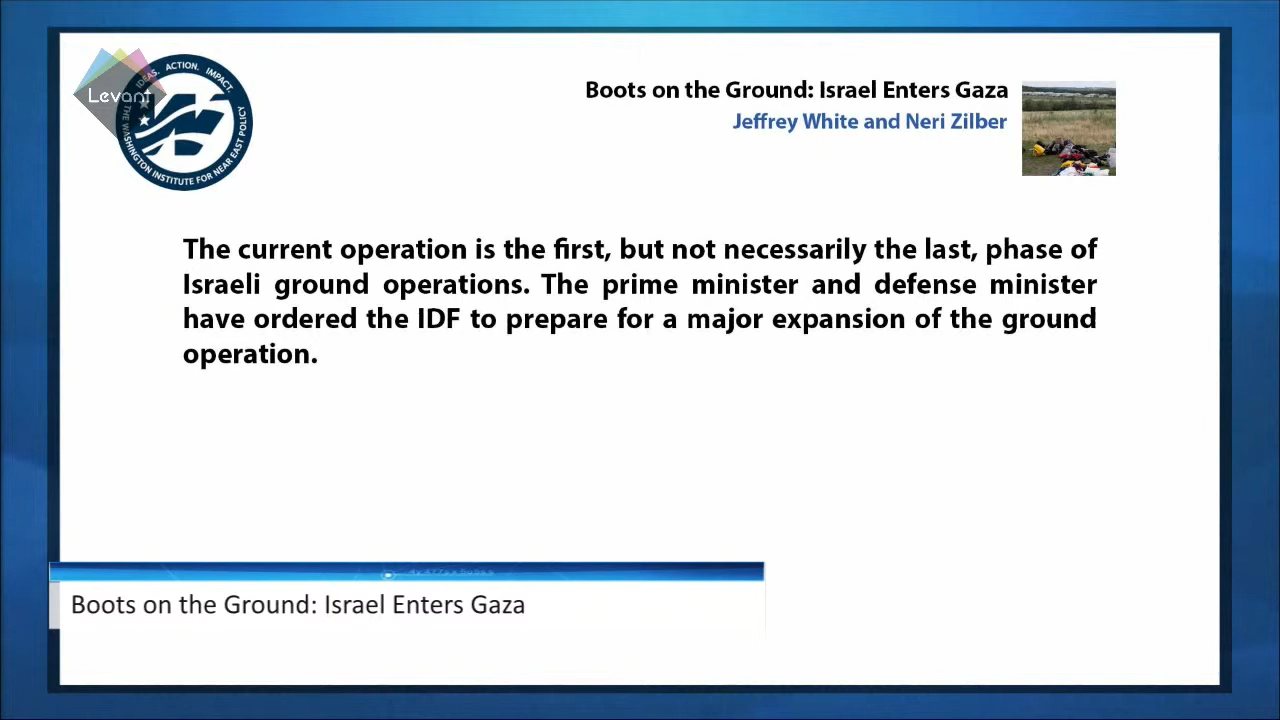 Levant
IDEAS. ACTION. IMPACT.
THE WASHINGTON INSTITUTE FOR NEAR EAST POLICY
Boots on the Ground: Israel Enters Gaza
Jeffrey White and Neri Zilber
The current operation is the first, but not necessarily the last, phase of
Israeli ground operations. The prime minister and defense minister
have ordered the IDF to prepare for a major expansion of the ground
operation.
Boots on the Ground: Israel Enters Gaza